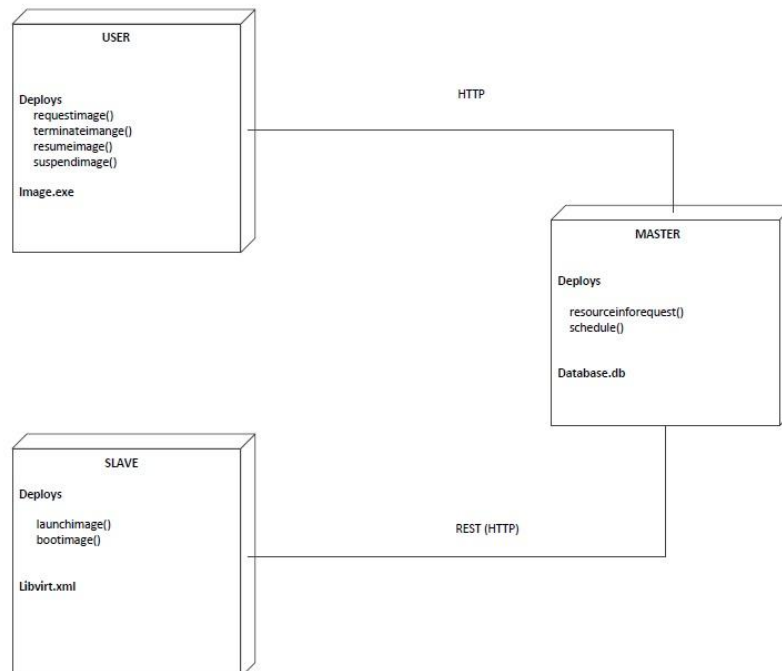 USER
Deploys
requestimage()
terminateimange()
resumeimage()
suspendimage()
Image.exe
HTTP
MASTER
Deploys
resourceinforequest()
schedule()
Database.db
SLAVE
Deploys
launchimage()
bootimage()
Libvirt.xml
REST (HTTP)